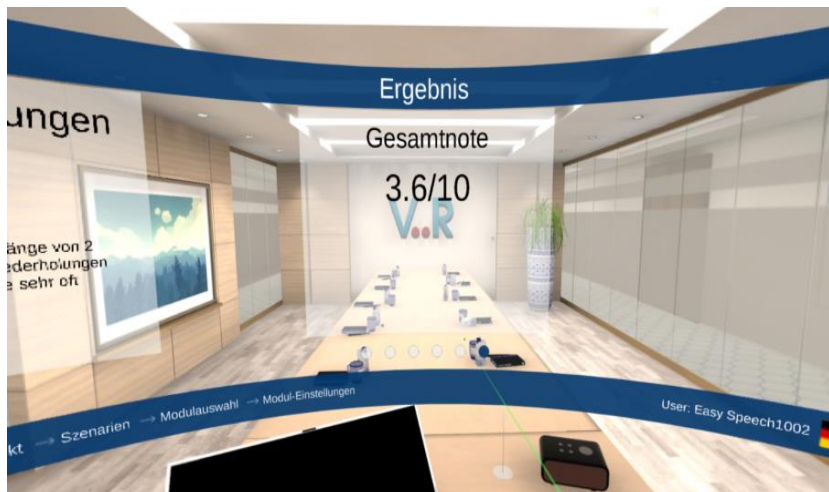 Ergebnis
ungen
Gesamtnote
3.6/10
V..R
änge von 2
ederholungen
e sehr oft
kt → Szenarien → Modulauswahl → Modul-Einstellungen
User: Easy Speech1002